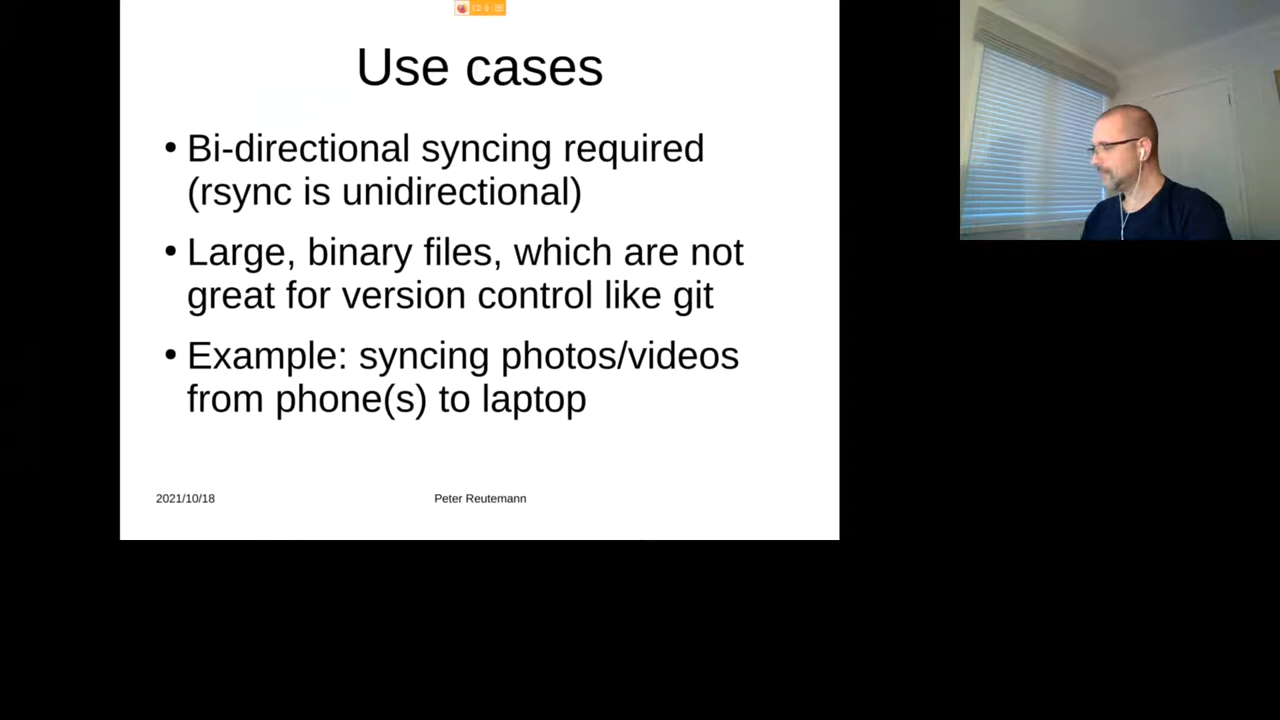 Use cases
• Bi-directional syncing required
(rsync is unidirectional)
• Large, binary files, which are not
great for version control like git
• Example: syncing photos/videos
from phone(s) to laptop
2021/10/18
Peter Reutemann